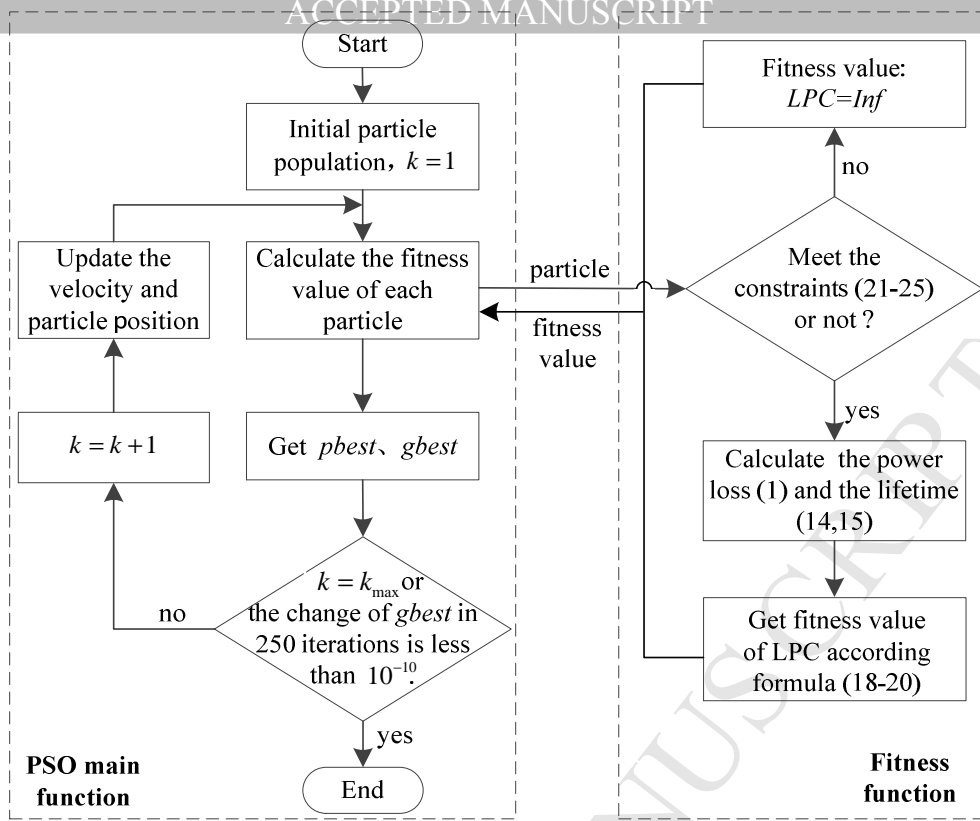 ACCEPTED MANUSCRIPT
Start
Initial particle
population, k = 1
Update the
velocity and
particle position
Calculate the fitness
value of each
particle
k = k + 1
Get pbest、gbest
k = kmax or
the change of gbest in
250 iterations is less
than 10⁻¹⁰.
no
yes
End
PSO main
function
particle
fitness
value
Fitness value:
LPC=Inf
no
Meet the
constraints (21-25)
or not ?
yes
Calculate the power
loss (1) and the lifetime
(14,15)
Get fitness value
of LPC according
formula (18-20)
Fitness
function
NUSCRIPT